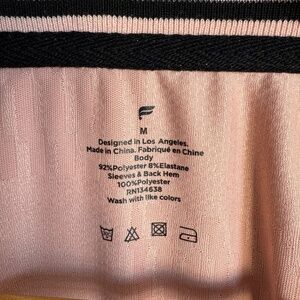 M
Designed in Los Angeles.
Made in China. Fabriqué en Chine
Body
92%Polyester 8%Elastane
Sleeves & Back Hem
100%Polyester
RN134638
Wash with like colors